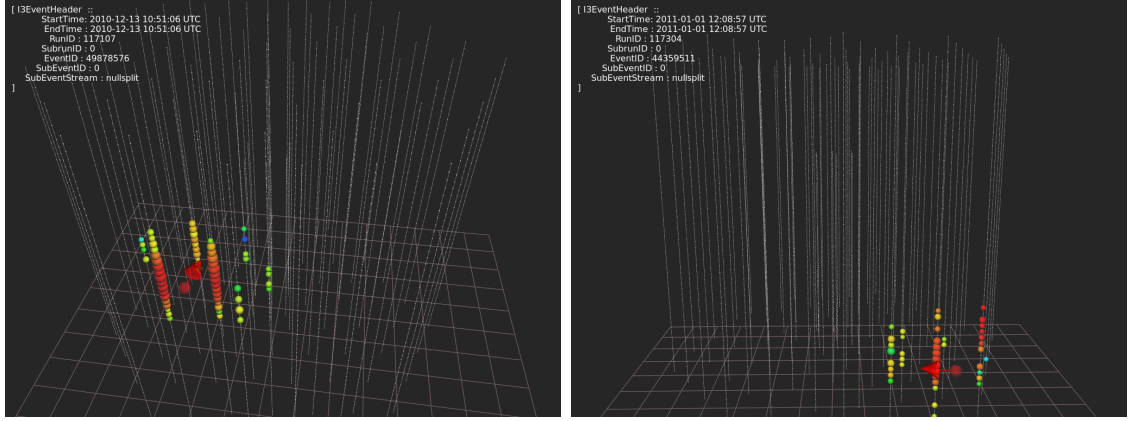 [ I3EventHeader  ::
StartTime: 2010-12-13 10:51:06 UTC
EndTime : 2010-12-13 10:51:06 UTC
RunID : 117107
SubrunID : 0
EventID : 49878576
SubEventID : 0
SubEventStream : nullsplit
]
[ I3EventHeader  ::
StartTime: 2011-01-01 12:08:57 UTC
EndTime : 2011-01-01 12:08:57 UTC
RunID : 117304
SubrunID : 0
EventID : 44359511
SubEventID : 0
SubEventStream : nullsplit
]